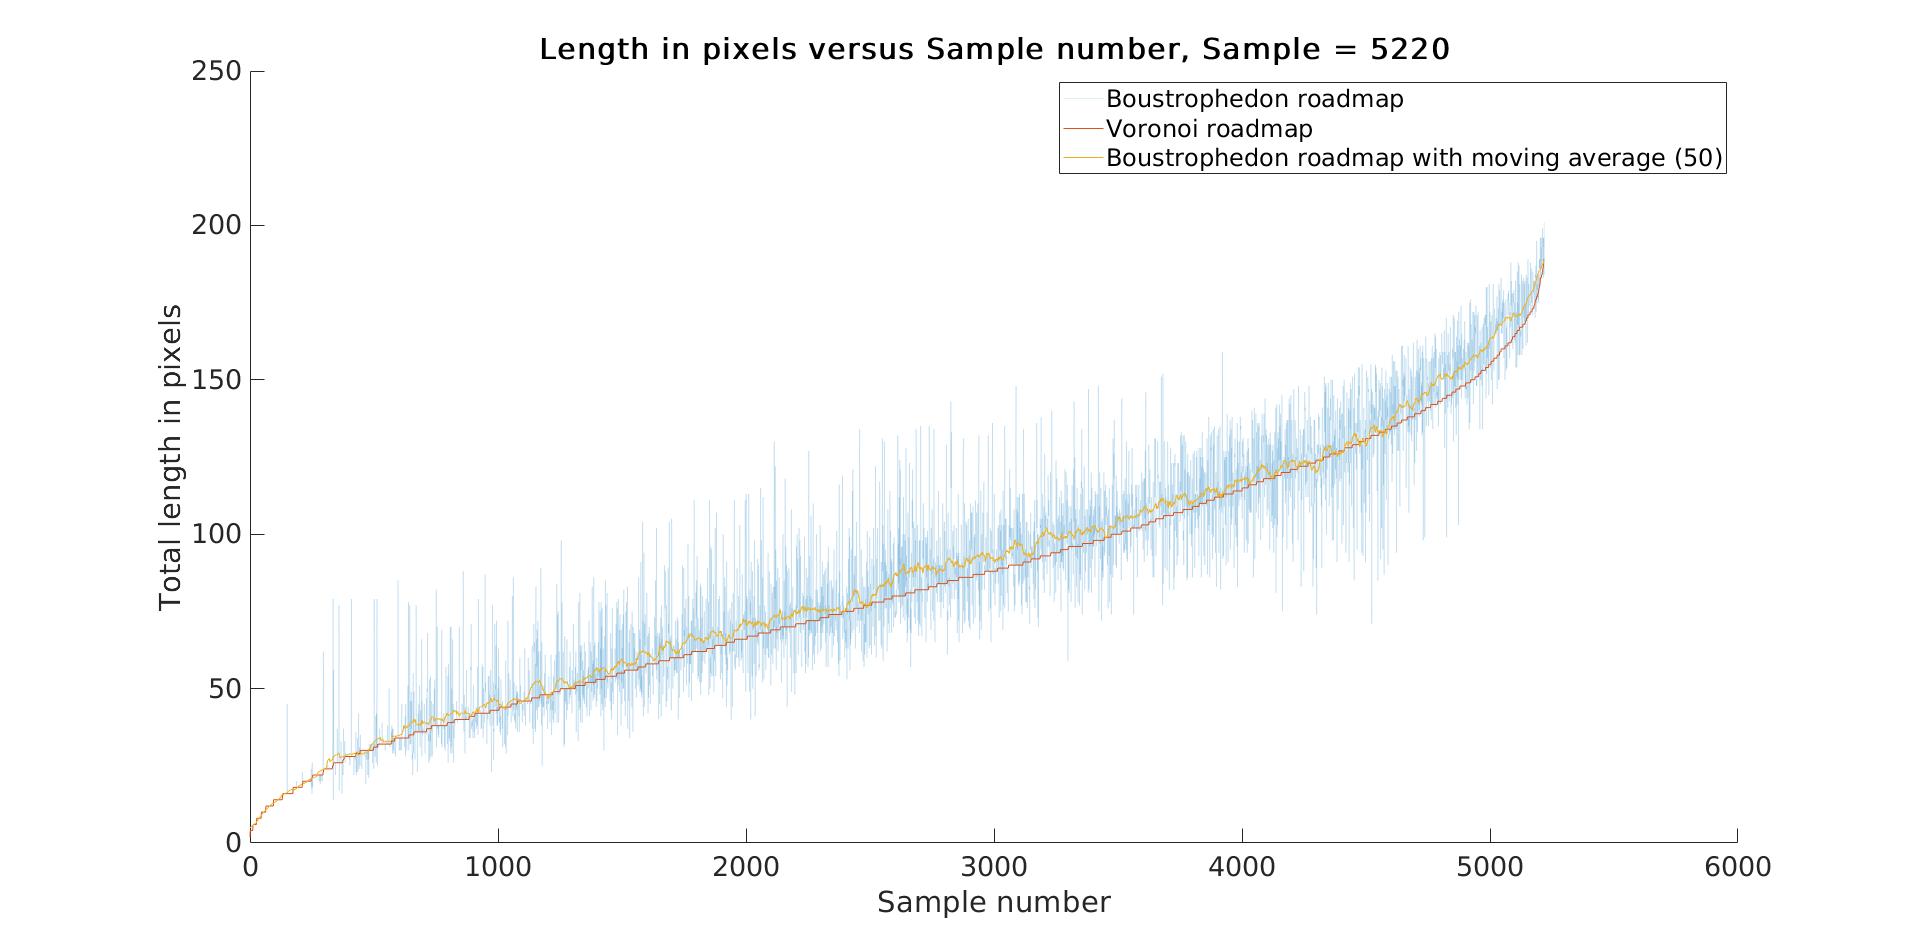 Length in pixels versus Sample number, Sample = 5220
Boustrophedon roadmap
Voronoi roadmap
Boustrophedon roadmap with moving average (50)
Total length in pixels
250
200
150
100
50
0
0 1000 2000 3000 4000 5000 6000
Sample number